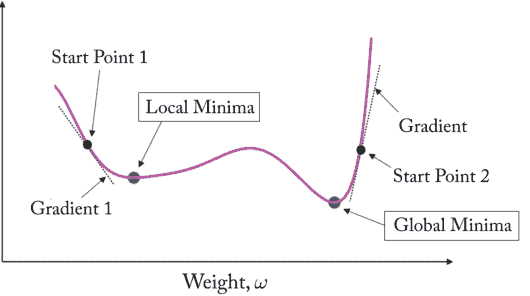 Start Point 1
Local Minima
Gradient
Start Point 2
Gradient 1
Global Minima
Weight, ω